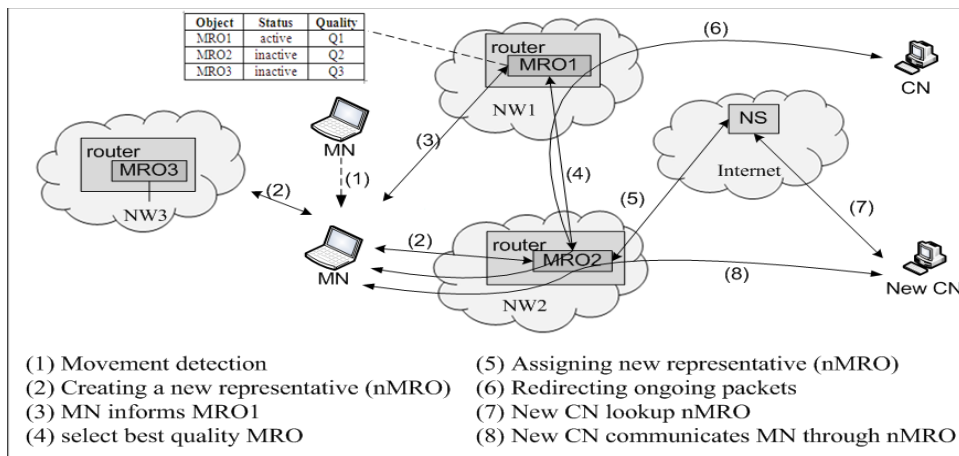 Object Status Quality
MRO1 active Q1
MRO2 inactive Q2
MRO3 inactive Q3
router
MRO1
NW1
(6)
CN
MN
(3)
NS
Internet
router
MRO3
NW3
(1)
(2)
(4)
(5)
(7)
MN
(2)
router
MRO2
NW2
(8)
New CN
(1) Movement detection
(2) Creating a new representative (nMRO)
(3) MN informs MRO1
(4) select best quality MRO
(5) Assigning new representative (nMRO)
(6) Redirecting ongoing packets
(7) New CN lookup nMRO
(8) New CN communicates MN through nMRO